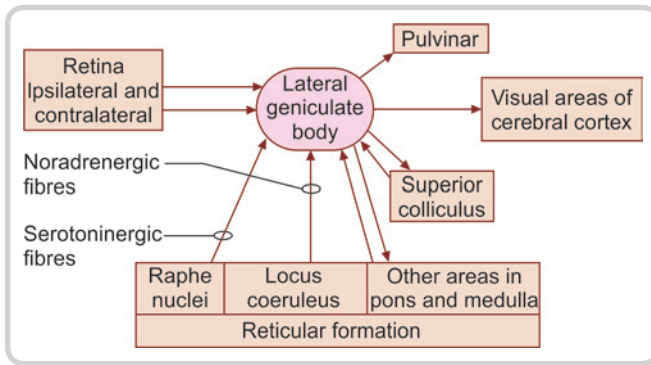 Pulvinar
Retina
Ipsilateral and
contralateral
Lateral
geniculate
body
Visual areas of
cerebral cortex
Noradrenergic
fibres
Superior
colliculus
Serotoninergic
fibres
Raphe
nuclei
Locus
coeruleus
Other areas in
pons and medulla
Reticular formation